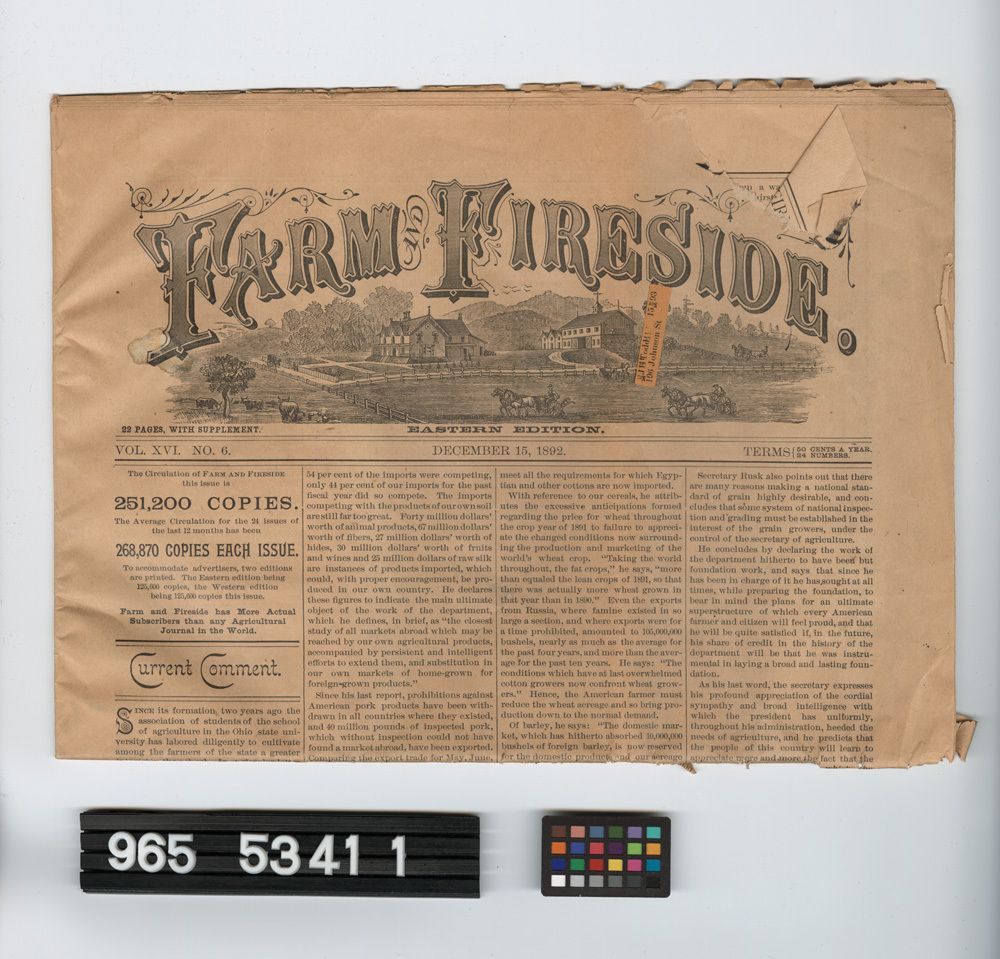 FARM AND FIRESIDE.
22 PAGES, WITH SUPPLEMENT.
EASTERN EDITION.
VOL. XVI. NO. 6.
DECEMBER 15, 1892.
TERMS { 50 CENTS A YEAR.
24 NUMBERS.
The Circulation of FARM AND FIRESIDE
this issue is
251,200 COPIES.
The Average Circulation for the 24 issues of
the last 12 months has been
268,870 COPIES EACH ISSUE.
To accommodate advertisers, two editions
are printed. The Eastern edition being
125,600 copies, the Western edition
being 125,600 copies this issue.
Farm and Fireside has More Actual
Subscribers than any Agricultural
Journal in the World.
Current Comment.
SINCE its formation, two years ago the
association of students of the school
of agriculture in the Ohio state uni-
versity has labored diligently to cultivate
among the farmers of the state a greater
54 per cent of the imports were competing,
only 44 per cent of our imports for the past
fiscal year did so compete. The imports
competing with the products of our own soil
are still far too great. Forty million dollars'
worth of animal products, 67 million dollars'
worth of fibers, 27 million dollars' worth of
hides, 30 million dollars' worth of fruits
and wines and 25 million dollars of raw silk
are instances of products imported, which
could, with proper encouragement, be pro-
duced in our own country. He declares
these figures to indicate the main ultimate
object of the work of the department,
which he defines, in brief, as "the closest
study of all markets abroad which may be
reached by our own agricultural products,
accompanied by persistent and intelligent
efforts to extend them, and substitution in
our own markets of home-grown for
foreign-grown products."
Since his last report, prohibitions against
American pork products have been with-
drawn in all countries where they existed,
and 40 million pounds of inspected pork,
which without inspection could not have
found a market abroad, have been exported.
Comparing the export trade for May, June,
meet all the requirements for which Egyp-
tian and other cottons are now imported.
With reference to our cereals, he attrib-
utes the excessive anticipations formed
regarding the price for wheat throughout
the crop year of 1891 to failure to appreci-
ate the changed conditions now surround-
ing the production and marketing of the
world's wheat crop. "Taking the world
throughout, the fat crops," he says, "more
than equaled the lean crops of 1891, so that
there was actually more wheat grown in
that year than in 1890." Even the exports
from Russia, where famine existed in so
large a section, and where exports were for
a time prohibited, amounted to 105,000,000
bushels, nearly as much as the average for
the past four years, and more than the aver-
age for the past ten years. He says: "The
conditions which have at last overwhelmed
cotton growers now confront wheat grow-
ers." Hence, the American farmer must
reduce the wheat acreage and so bring pro-
duction down to the normal demand.
Of barley, he says: "The domestic mar-
ket, which has hitherto absorbed 10,000,000
bushels of foreign barley, is now reserved
for the domestic product, and our acreage
Secretary Rusk also points out that there
are many reasons making a national stan-
dard of grain highly desirable, and con-
cludes that some system of national inspec-
tion and grading must be established in the
interest of the grain growers, under the
control of the secretary of agriculture.
He concludes by declaring the work of
the department hitherto to have been but
foundation work, and says that since he
has been in charge of it he has sought at all
times, while preparing the foundation, to
bear in mind the plans for an ultimate
superstructure of which every American
farmer and citizen will feel proud, and that
he will be quite satisfied if, in the future,
his share of credit in the history of the
department will be that he was instru-
mental in laying a broad and lasting foun-
dation.
As his last word, the secretary expresses
his profound appreciation of the cordial
sympathy and broad intelligence with
which the president has uniformly,
throughout his administration, heeded the
needs of agriculture, and he predicts that
the people of this country will learn to
appreciate more and more the fact that the
106 Johnson St
965 5341 1